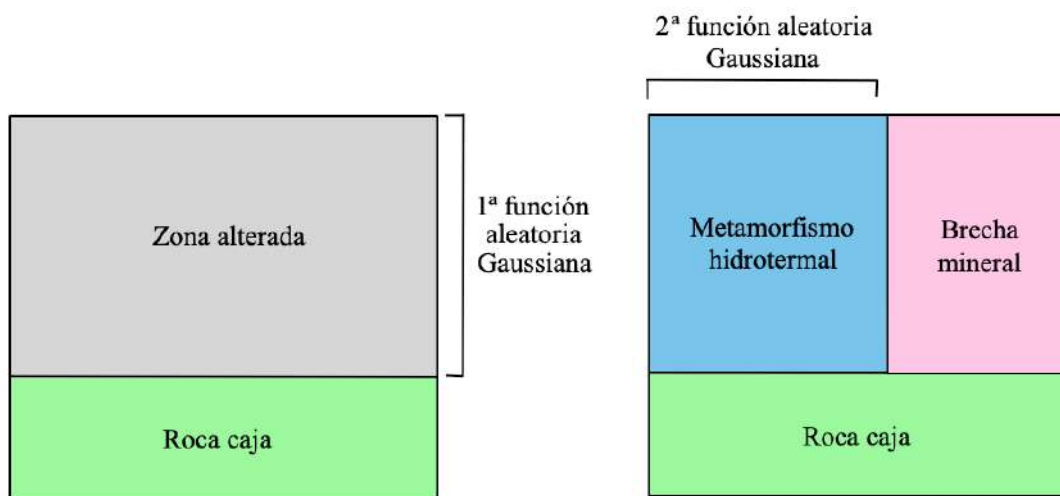 2ª función aleatoria
Gaussiana
Zona alterada
1ª función
aleatoria
Gaussiana
Roca caja
Metamorfismo
hidrotermal
Brecha
mineral
Roca caja